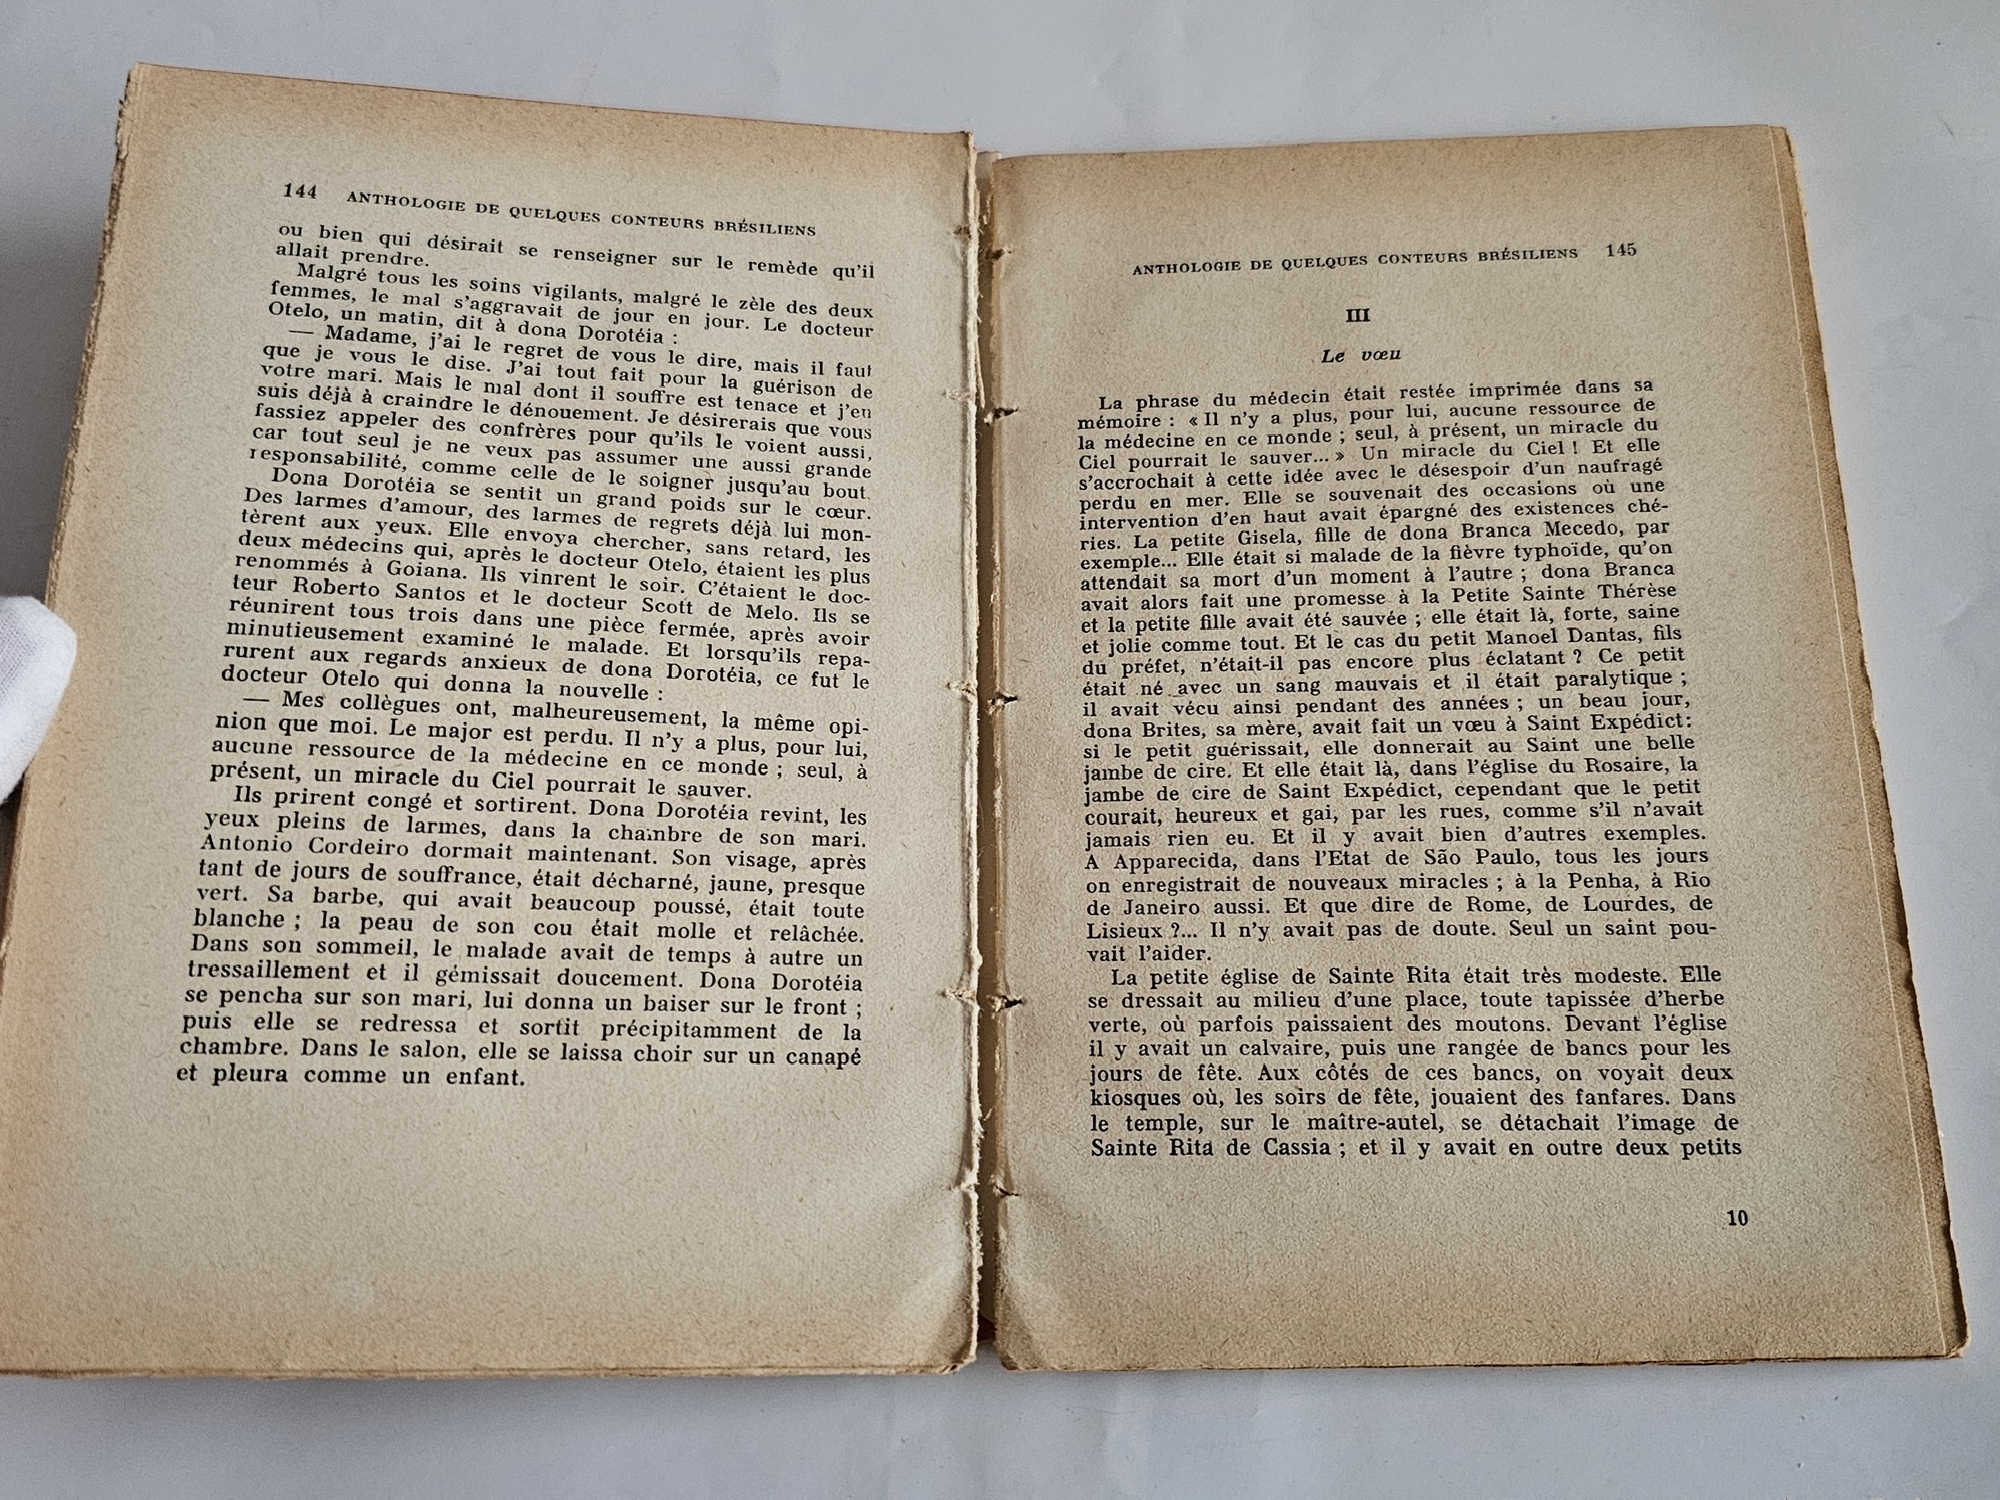 144 ANTHOLOGIE DE QUELQUES CONTEURS BRÉSILIENS
ou bien qui désirait se renseigner sur le remède qu'il
allait prendre.
Malgré tous les soins vigilants, malgré le zèle des deux
femmes, le mal s'aggravait de jour en jour. Le docteur
Otelo, un matin, dit à dona Dorotéia :
— Madame, j'ai le regret de vous le dire, mais il faut
que je vous le dise. J'ai tout fait pour la guérison de
votre mari. Mais le mal dont il souffre est tenace et j'en
suis déjà à craindre le dénouement. Je désirerais que vous
fassiez appeler des confrères pour qu'ils le voient aussi,
car tout seul je ne veux pas assumer une aussi grande
responsabilité, comme celle de le soigner jusqu'au bout.
Dona Dorotéia se sentit un grand poids sur le cœur.
Des larmes d'amour, des larmes de regrets déjà lui mon-
tèrent aux yeux. Elle envoya chercher, sans retard, les
deux médecins qui, après le docteur Otelo, étaient les plus
renommés à Goiana. Ils vinrent le soir. C'étaient le doc-
teur Roberto Santos et le docteur Scott de Melo. Ils se
réunirent tous trois dans une pièce fermée, après avoir
minutieusement examiné le malade. Et lorsqu'ils repa-
rurent aux regards anxieux de dona Dorotéia, ce fut le
docteur Otelo qui donna la nouvelle :
— Mes collègues ont, malheureusement, la même opi-
nion que moi. Le major est perdu. Il n'y a plus, pour lui,
aucune ressource de la médecine en ce monde ; seul, à
présent, un miracle du Ciel pourrait le sauver.
Ils prirent congé et sortirent. Dona Dorotéia revint, les
yeux pleins de larmes, dans la chambre de son mari.
Antonio Cordeiro dormait maintenant. Son visage, après
tant de jours de souffrance, était décharné, jaune, presque
vert. Sa barbe, qui avait beaucoup poussé, était toute
blanche ; la peau de son cou était molle et relâchée.
Dans son sommeil, le malade avait de temps à autre un
tressaillement et il gémissait doucement. Dona Dorotéia
se pencha sur son mari, lui donna un baiser sur le front ;
puis elle se redressa et sortit précipitamment de la
chambre. Dans le salon, elle se laissa choir sur un canapé
et pleura comme un enfant.
ANTHOLOGIE DE QUELQUES CONTEURS BRÉSILIENS 145
III
Le vœu
La phrase du médecin était restée imprimée dans sa
mémoire : « Il n'y a plus, pour lui, aucune ressource de
la médecine en ce monde ; seul, à présent, un miracle du
Ciel pourrait le sauver... » Un miracle du Ciel ! Et elle
s'accrochait à cette idée avec le désespoir d'un naufragé
perdu en mer. Elle se souvenait des occasions où une
intervention d'en haut avait épargné des existences ché-
ries. La petite Gisela, fille de dona Branca Mecedo, par
exemple... Elle était si malade de la fièvre typhoïde, qu'on
attendait sa mort d'un moment à l'autre ; dona Branca
avait alors fait une promesse à la Petite Sainte Thérèse
et la petite fille avait été sauvée ; elle était là, forte, saine
et jolie comme tout. Et le cas du petit Manoel Dantas, fils
du préfet, n'était-il pas encore plus éclatant ? Ce petit
était né avec un sang mauvais et il était paralytique ;
il avait vécu ainsi pendant des années ; un beau jour,
dona Brites, sa mère, avait fait un vœu à Saint Expédict:
si le petit guérissait, elle donnerait au Saint une belle
jambe de cire. Et elle était là, dans l'église du Rosaire, la
jambe de cire de Saint Expédict, cependant que le petit
courait, heureux et gai, par les rues, comme s'il n'avait
jamais rien eu. Et il y avait bien d'autres exemples.
A Apparecida, dans l'Etat de São Paulo, tous les jours
on enregistrait de nouveaux miracles ; à la Penha, à Rio
de Janeiro aussi. Et que dire de Rome, de Lourdes, de
Lisieux ?... Il n'y avait pas de doute. Seul un saint pou-
vait l'aider.
La petite église de Sainte Rita était très modeste. Elle
se dressait au milieu d'une place, toute tapissée d'herbe
verte, où parfois paissaient des moutons. Devant l'église
il y avait un calvaire, puis une rangée de bancs pour les
jours de fête. Aux côtés de ces bancs, on voyait deux
kiosques où, les soirs de fête, jouaient des fanfares. Dans
le temple, sur le maître-autel, se détachait l'image de
Sainte Rita de Cassia ; et il y avait en outre deux petits
10